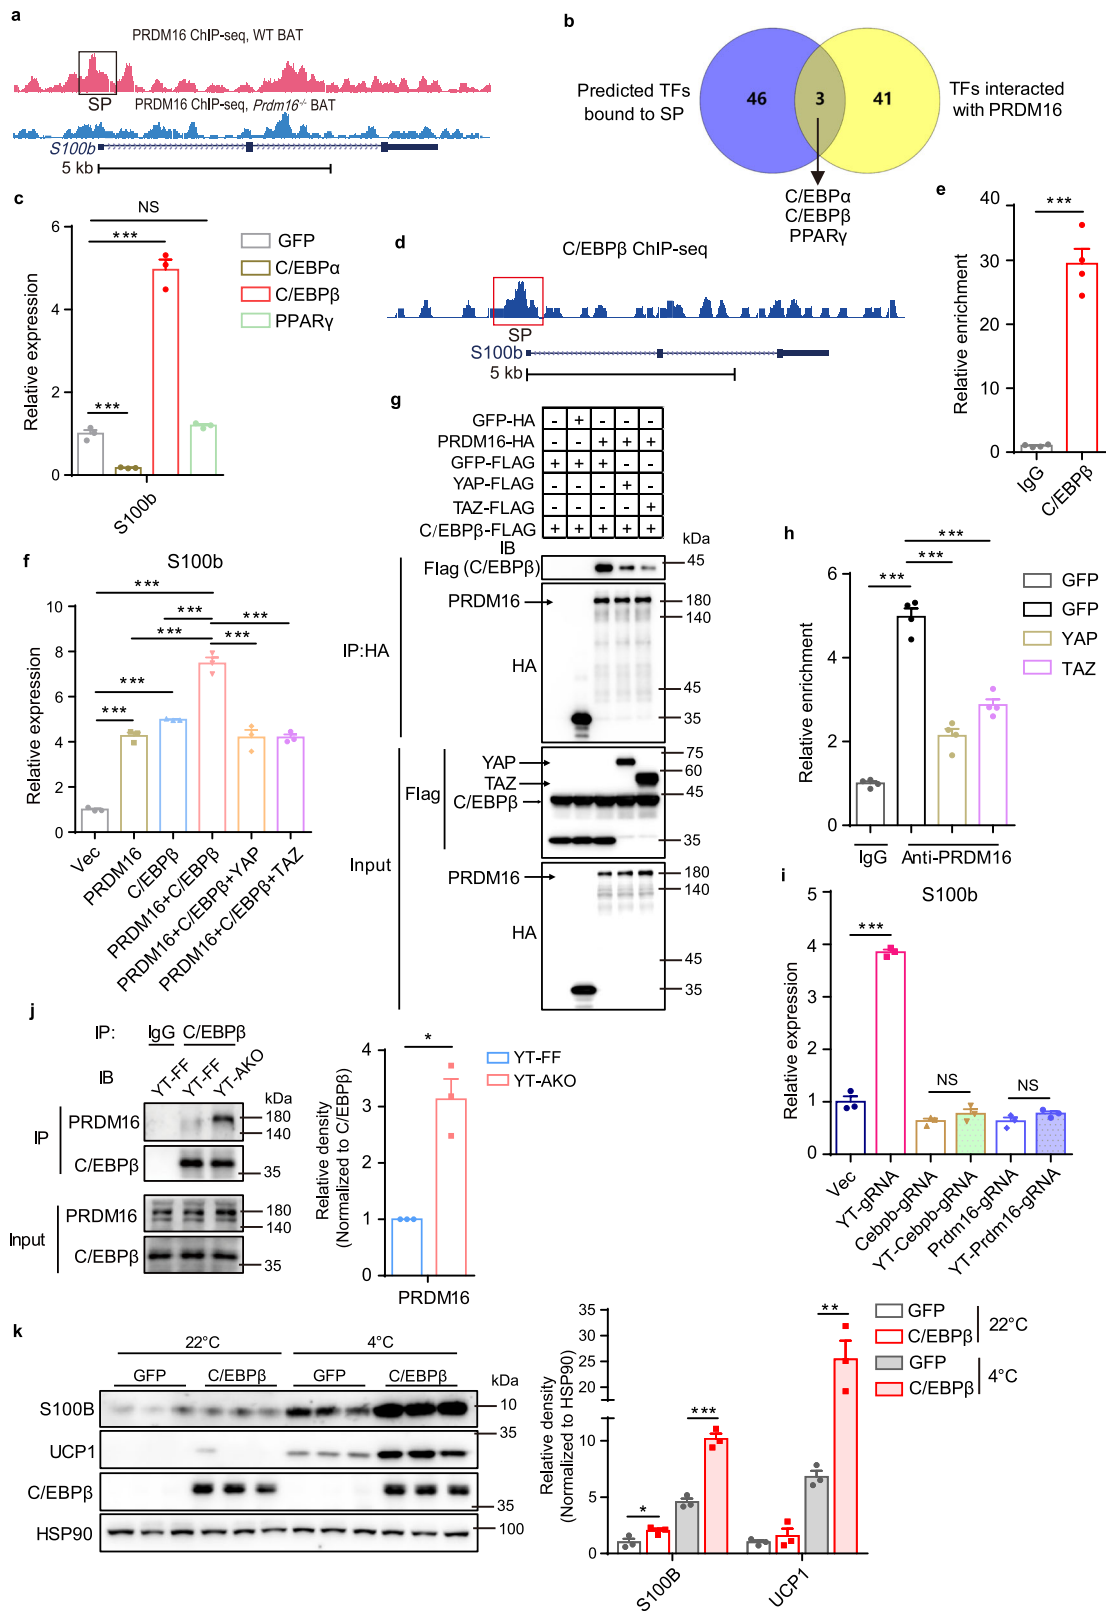 a
PRDM16 ChIP-seq, WT BAT
SP
PRDM16 ChIP-seq, Prdm16-/- BAT
S100b
5 kb
b
Predicted TFs
bound to SP
46
3
41
TFs interacted
with PRDM16
C/EBPα
C/EBPβ
PPARγ
c
Relative expression
6
4
2
0
NS
***
***
S100b
GFP
C/EBPα
C/EBPβ
PPARγ
d
C/EBPβ ChIP-seq
SP
S100b
5 kb
e
Relative enrichment
40
30
20
10
0
***
IgG
C/EBPβ
f
S100b
Relative expression
10
8
6
4
2
0
***
*** ***
*** ***
***
***
Vec
PRDM16
C/EBPβ
PRDM16+C/EBPβ
PRDM16+C/EBPβ+YAP
PRDM16+C/EBPβ+TAZ
g
GFP-HA - + - - - -
PRDM16-HA - - + + + +
GFP-FLAG + + + - -
YAP-FLAG - - - + -
TAZ-FLAG - - - - +
C/EBPβ-FLAG + + + + +
IB
kDa
Flag (C/EBPβ)
45
PRDM16
180
140
IP:HA
HA
45
35
YAP
75
TAZ
60
Flag
C/EBPβ
45
35
Input
PRDM16
180
140
HA
45
35
h
Relative enrichment
6
4
2
0
***
***
***
IgG
Anti-PRDM16
GFP
GFP
YAP
TAZ
i
S100b
Relative expression
5
4
3
2
1
0
***
NS
NS
Vec
YT-gRNA
Cebpb-gRNA
YT-Cebpb-gRNA
Prdm16-gRNA
YT-Prdm16-gRNA
j
IP:
IgG
C/EBPβ
IB
YT-FF
YT-FF
YT-AKO
kDa
IP
PRDM16
180
140
C/EBPβ
35
Input
PRDM16
180
140
C/EBPβ
35
Relative density
(Normalized to C/EBPβ)
4
3
2
1
0
*
PRDM16
YT-FF
YT-AKO
k
22°C
4°C
GFP
C/EBPβ
GFP
C/EBPβ
kDa
S100B
10
35
UCP1
C/EBPβ
35
HSP90
100
Relative density
(Normalized to HSP90)
35
30
25
20
15
10
5
0
*
***
**
S100B
UCP1
GFP
C/EBPβ
22°C
GFP
C/EBPβ
4°C